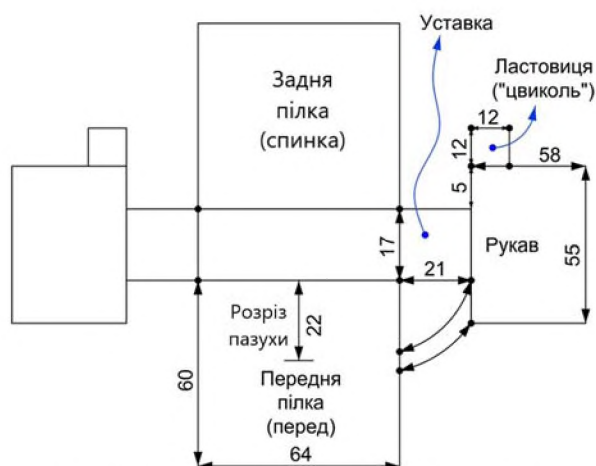 Уставка
Задня
пілка
(спинка)
Ластовиця
("цвиколь")
12
12
58
5
17
21
Рукав
55
Розріз
пазухи
22
60
Передня
пілка
(перед)
64